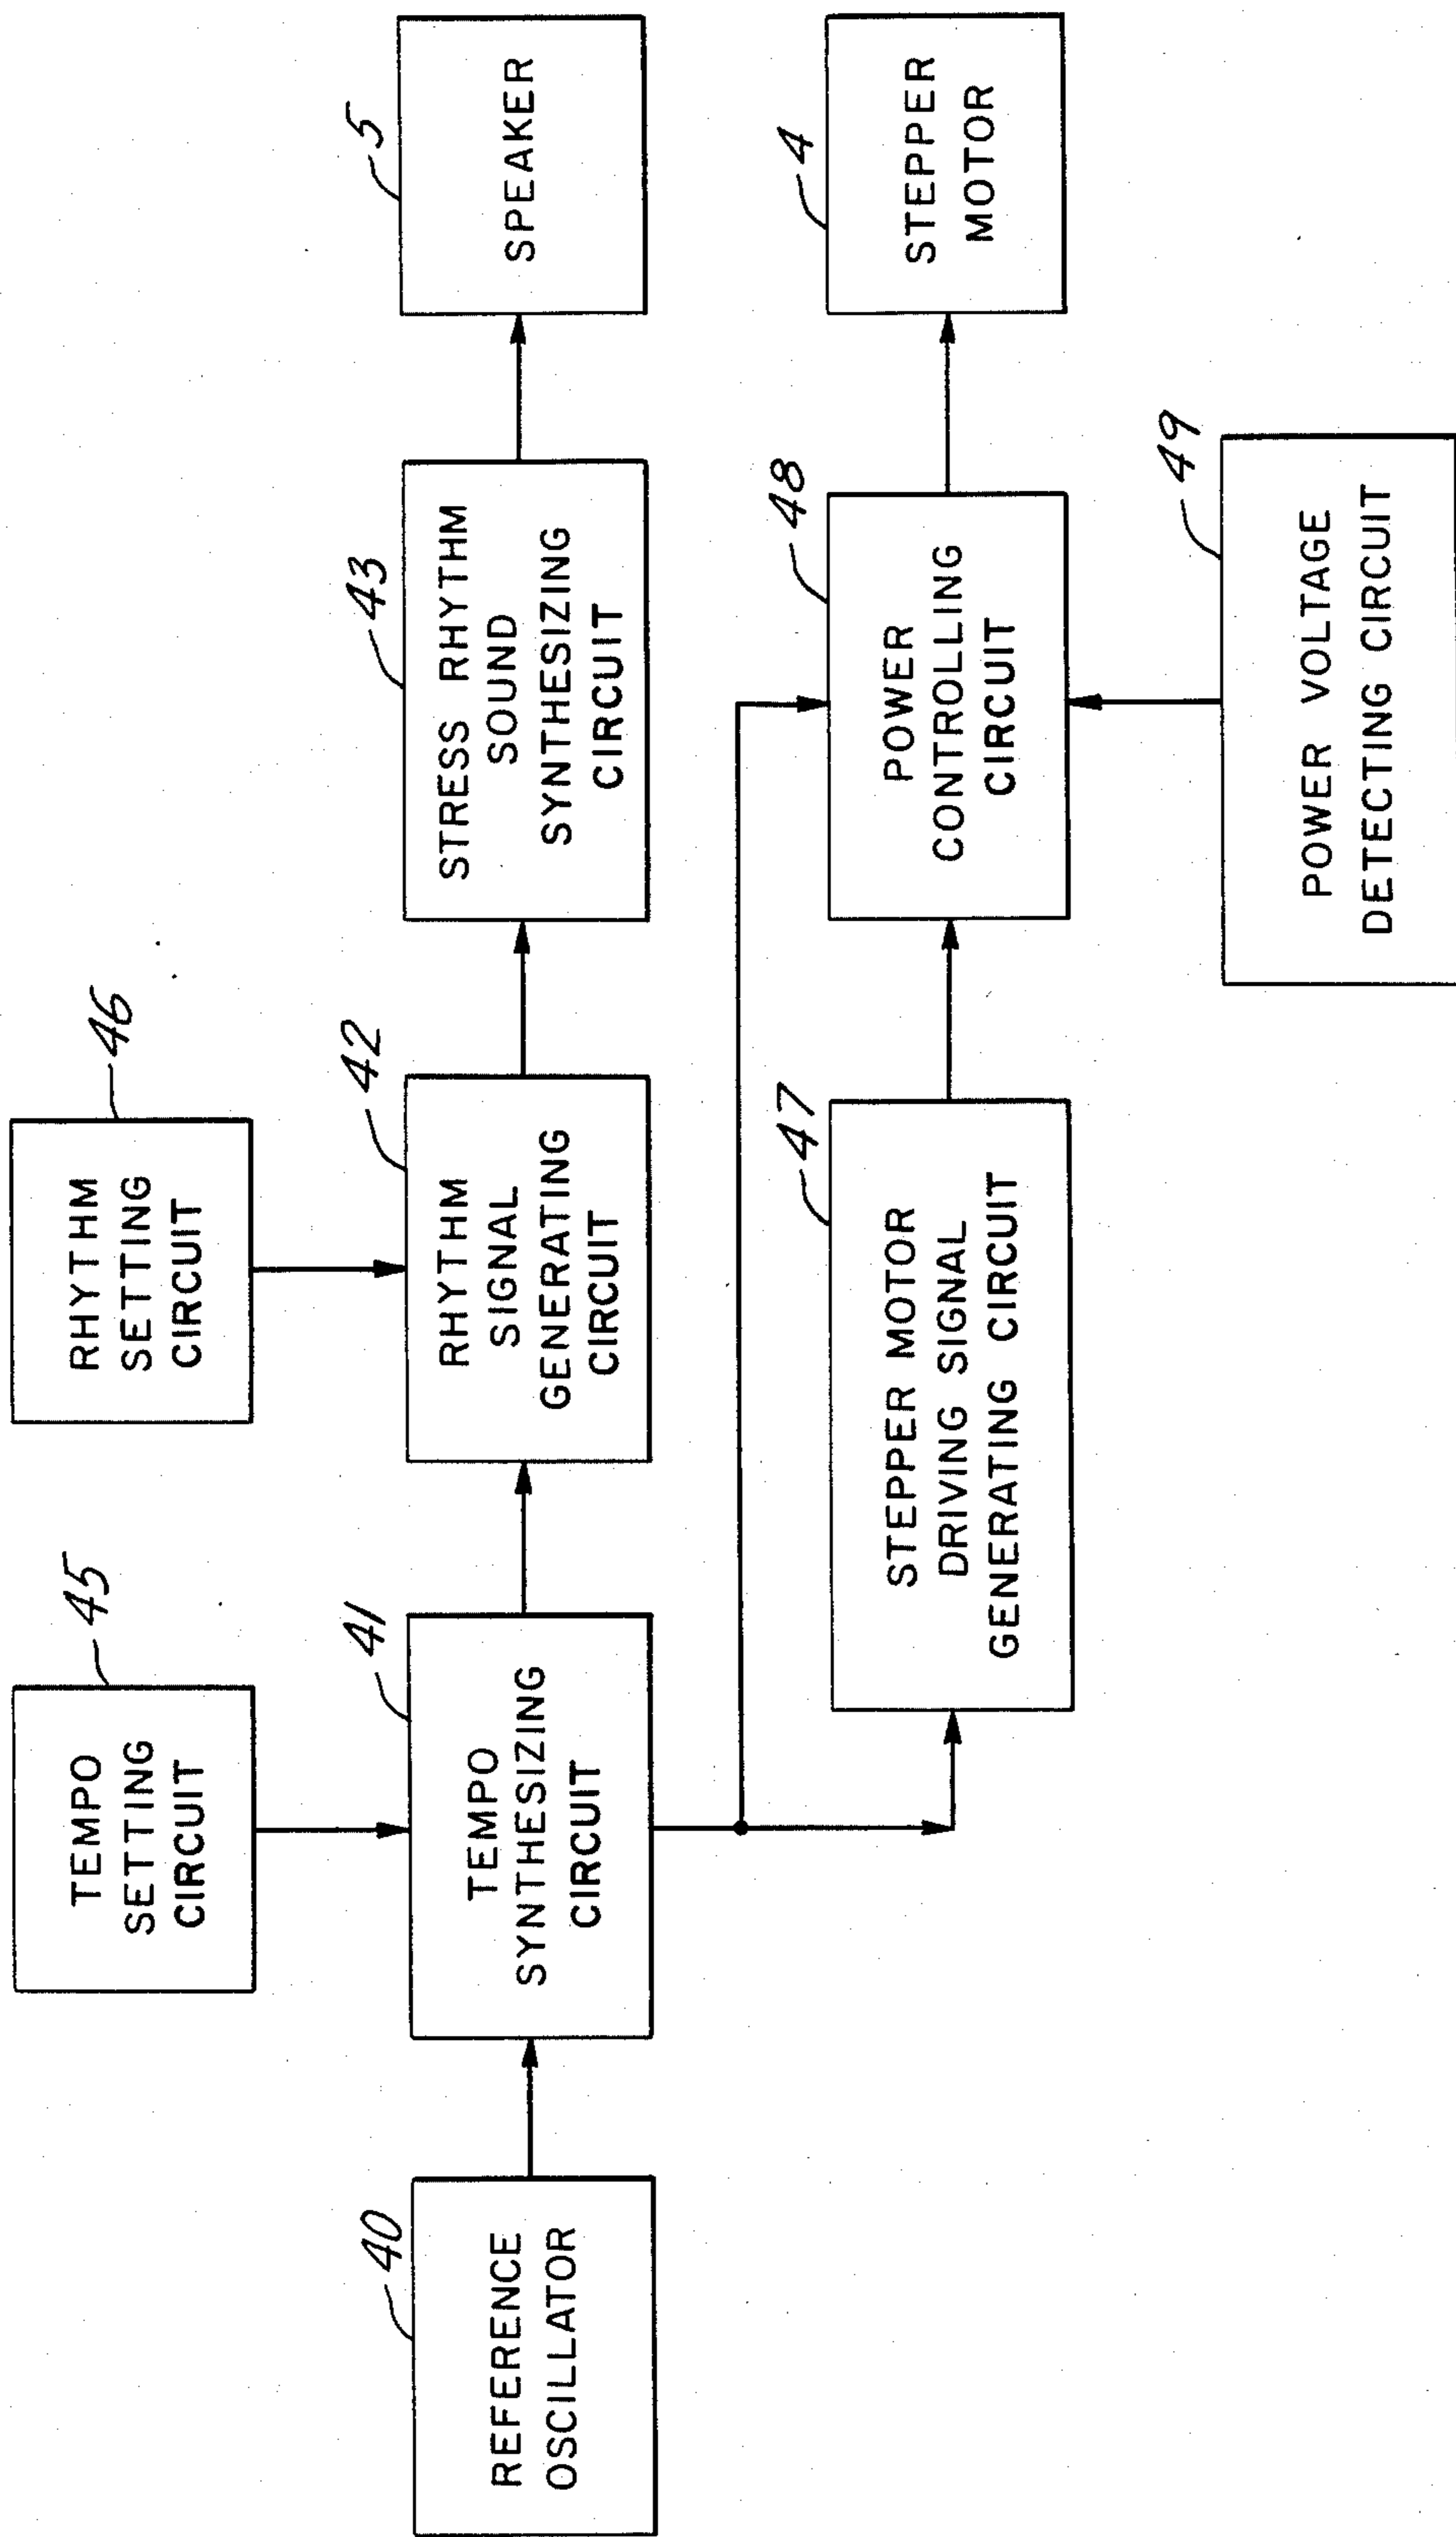 45
TEMPO
SETTING
CIRCUIT
46
RHYTHM
SETTING
CIRCUIT
40
REFERENCE
OSCILLATOR
41
TEMPO
SYNTHESIZING
CIRCUIT
42
RHYTHM
SIGNAL
GENERATING
CIRCUIT
43
STRESS RHYTHM
SOUND
SYNTHESIZING
CIRCUIT
5
SPEAKER
47
STEPPER MOTOR
DRIVING SIGNAL
GENERATING CIRCUIT
48
POWER
CONTROLLING
CIRCUIT
4
STEPPER
MOTOR
49
POWER VOLTAGE
DETECTING CIRCUIT